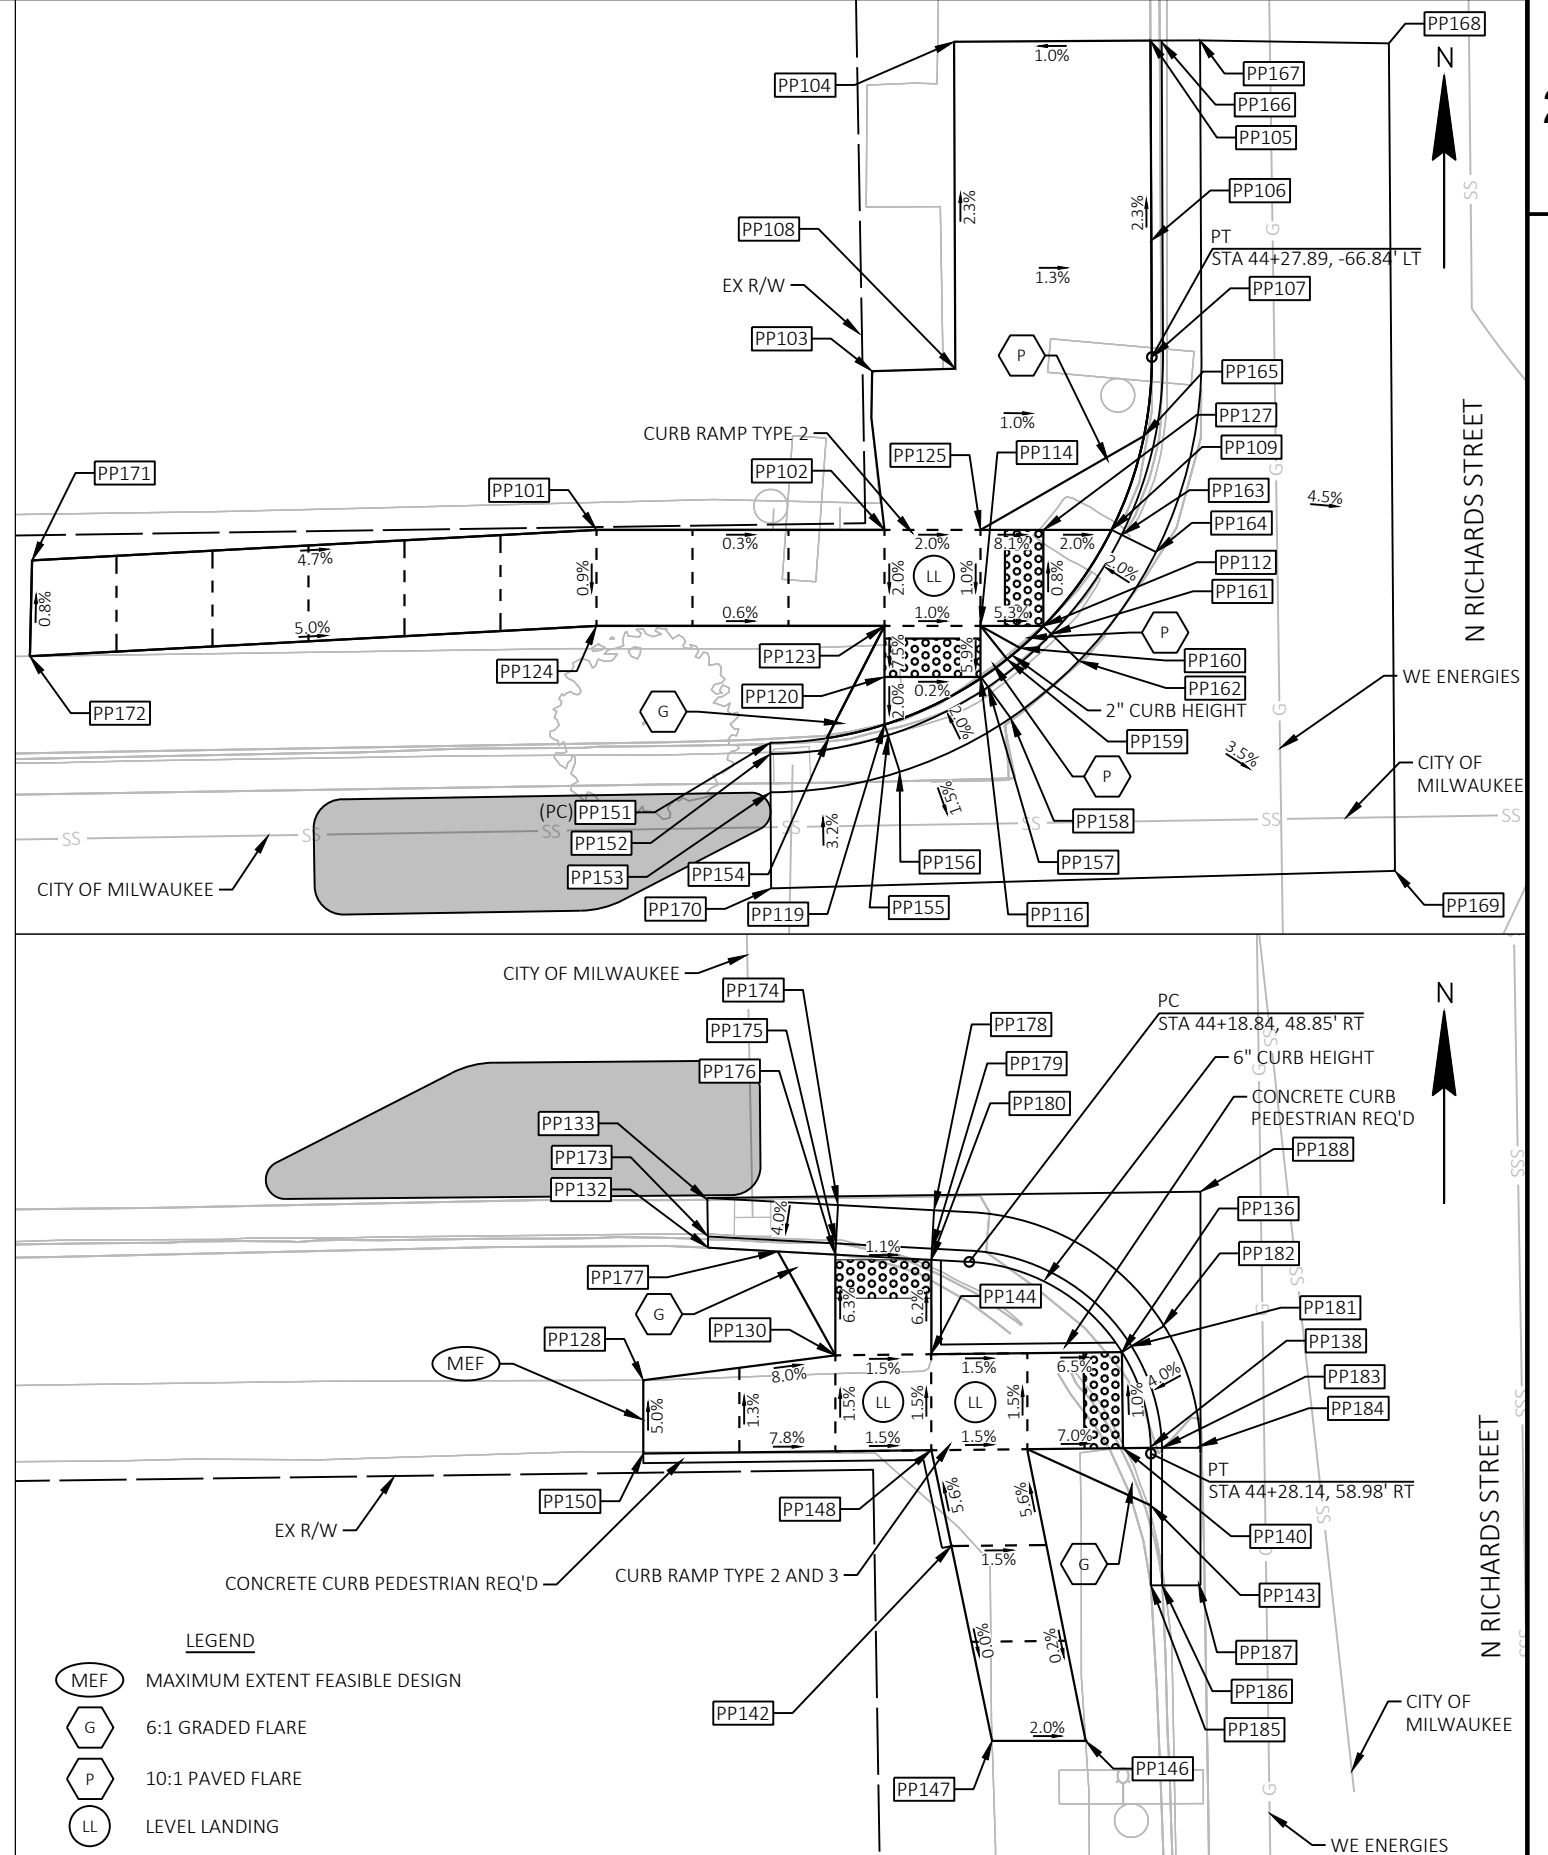 PP168
N
PP104
1.0%
PP167
PP166
PP105
SS
PP106
2.3%
2.3%
PP108
G
PT
STA 44+27.89, -66.84' LT
1.3%
EX R/W
PP107
PP103
P
PP165
1.0%
PP127
CURB RAMP TYPE 2
PP125
PP114
PP109
N RICHARDS STREET
PP171
PP102
G
PP101
PP163
4.5%
PP164
0.3%
2.0%
8.1%
2.0%
4.7%
0.9%
2.0%
LL
1.0%
0.8%
2.0%
PP112
0.8%
PP161
0.6%
1.0%
5.3%
5.0%
P
PP124
PP123
7.5%
5.9%
PP160
PP120
0.2%
PP162
WE ENERGIES
PP172
G
2.0%
2.0%
2" CURB HEIGHT
G
PP159
3.5%
CITY OF
MILWAUKEE
P
1.5%
(PC) PP151
SS
SS
SS
SS
SS
SS
SS
PP158
PP152
3.2%
CITY OF MILWAUKEE
PP153
PP154
PP156
PP157
PP170
PP119
PP155
PP116
PP169
CITY OF MILWAUKEE
PP174
PC
STA 44+18.84, 48.85' RT
N
PP175
PP178
SS
SS
6" CURB HEIGHT
PP176
PP179
G
CONCRETE CURB
PEDESTRIAN REQ'D
PP180
PP133
PP188
PP173
SSS
PP132
4.0%
PP136
1.1%
PP182
PP177
SS
6.3%
6.2%
PP144
PP181
G
G
PP130
PP138
PP128
MEF
1.5%
1.5%
6.5%
8.0%
4.0%
PP183
5.0%
1.3%
1.5%
LL
1.5%
LL
1.5%
1.0%
PP184
SSS
7.8%
1.5%
1.5%
7.0%
N RICHARDS STREET
PT
STA 44+28.14, 58.98' RT
PP150
PP148
5.6%
5.6%
SS
EX R/W
PP140
G
1.5%
G
CONCRETE CURB PEDESTRIAN REQ'D
CURB RAMP TYPE 2 AND 3
PP143
LEGEND
0.0%
0.2%
SSS
PP187
MEF
MAXIMUM EXTENT FEASIBLE DESIGN
PP186
PP142
CITY OF
MILWAUKEE
G
6:1 GRADED FLARE
2.0%
PP185
PP146
P
10:1 PAVED FLARE
PP147
G
LL
LEVEL LANDING
WE ENERGIES